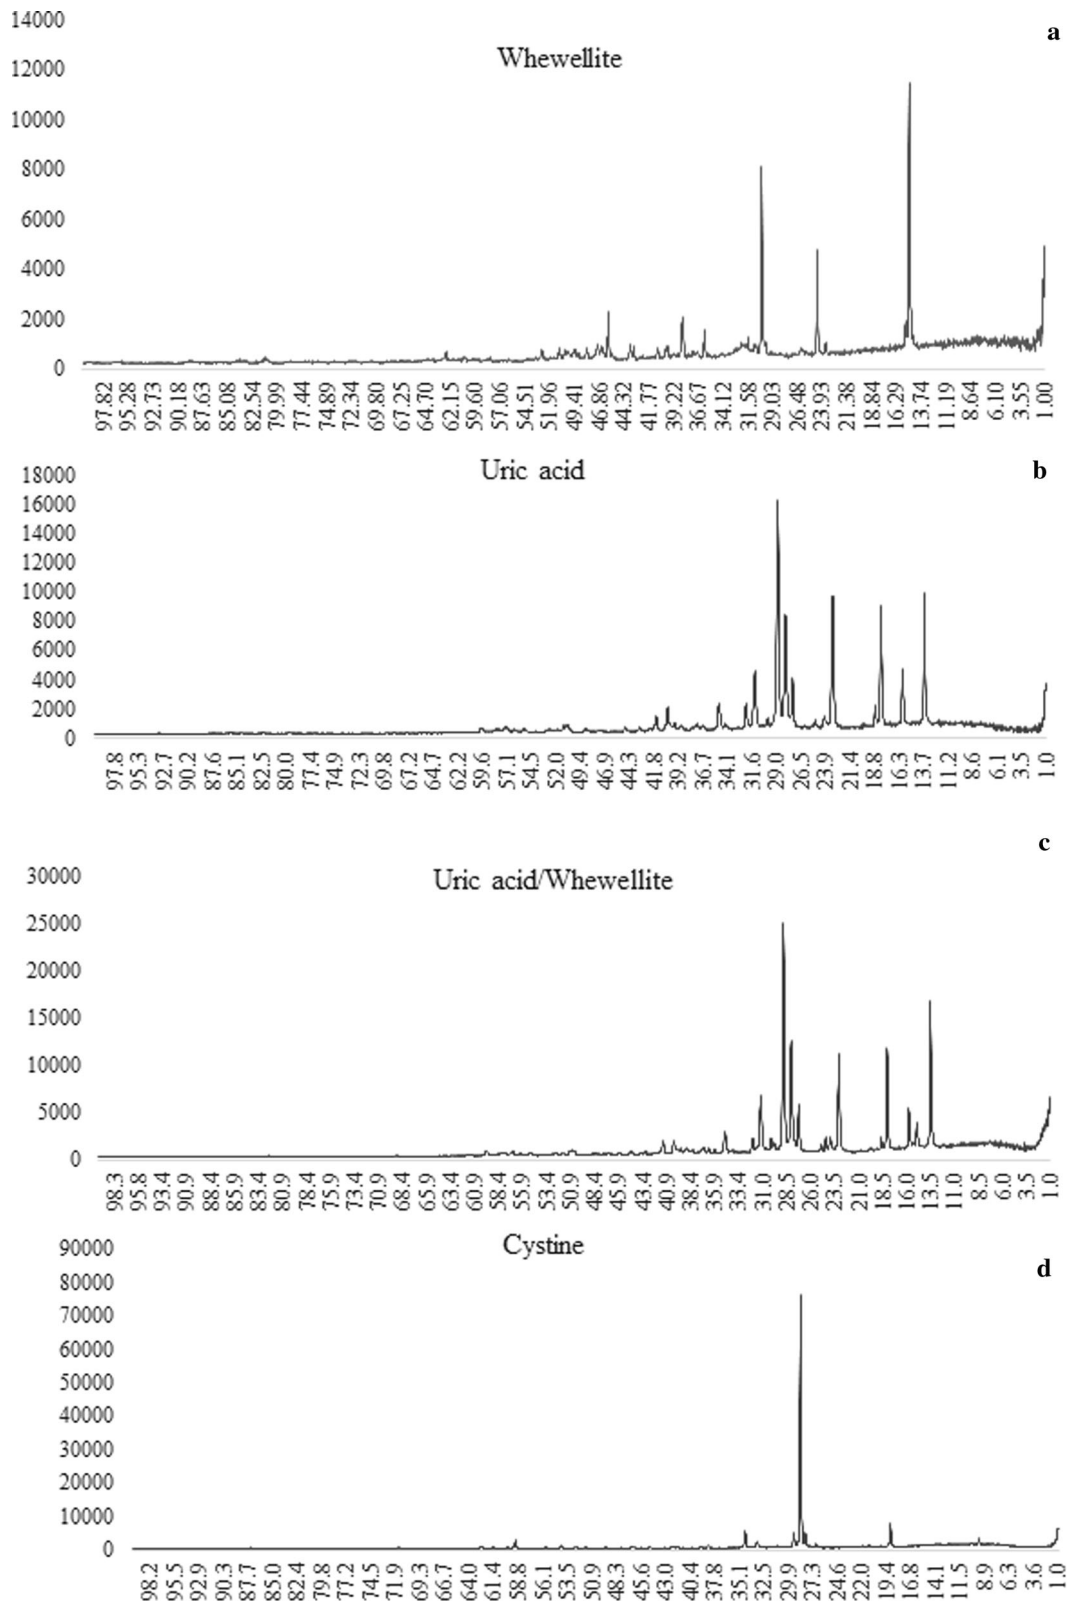 a
Whewellite
14000
12000
10000
8000
6000
4000
2000
0
97.82 95.28 92.73 90.18 87.63 85.08 82.54 79.99 77.44 74.89 72.34 69.80 67.25 64.70 62.15 59.60 57.06 54.51 51.96 49.41 46.86 44.32 41.77 39.22 36.67 34.12 31.58 29.03 26.48 23.93 21.38 18.84 16.29 13.74 11.19 8.64 6.10 3.55 1.00
Uric acid
b
18000
16000
14000
12000
10000
8000
6000
4000
2000
0
97.8 95.3 92.7 90.2 87.6 85.1 82.5 80.0 77.4 74.9 72.3 69.8 67.2 64.7 62.2 59.6 57.1 54.5 52.0 49.4 46.9 44.3 41.8 39.2 36.7 34.1 31.6 29.0 26.5 23.9 21.4 18.8 16.3 13.7 11.2 8.6 6.1 3.5 1.0
c
Uric acid/Whewellite
30000
25000
20000
15000
10000
5000
0
98.3 95.8 93.4 90.9 88.4 85.9 83.4 80.9 78.4 75.9 73.4 70.9 68.4 65.9 63.4 60.9 58.4 55.9 53.4 50.9 48.4 45.9 43.4 40.9 38.4 35.9 33.4 31.0 28.5 26.0 23.5 21.0 18.5 16.0 13.5 11.0 8.5 6.0 3.5 1.0
Cystine
d
90000
80000
70000
60000
50000
40000
30000
20000
10000
0
98.2 95.5 92.9 90.3 87.7 85.0 82.4 79.8 77.2 74.5 71.9 69.3 66.7 64.0 61.4 58.8 56.1 53.5 50.9 48.3 45.6 43.0 40.4 37.8 35.1 32.5 29.9 27.3 24.6 22.0 19.4 16.8 14.1 11.5 8.9 6.3 3.6 1.0